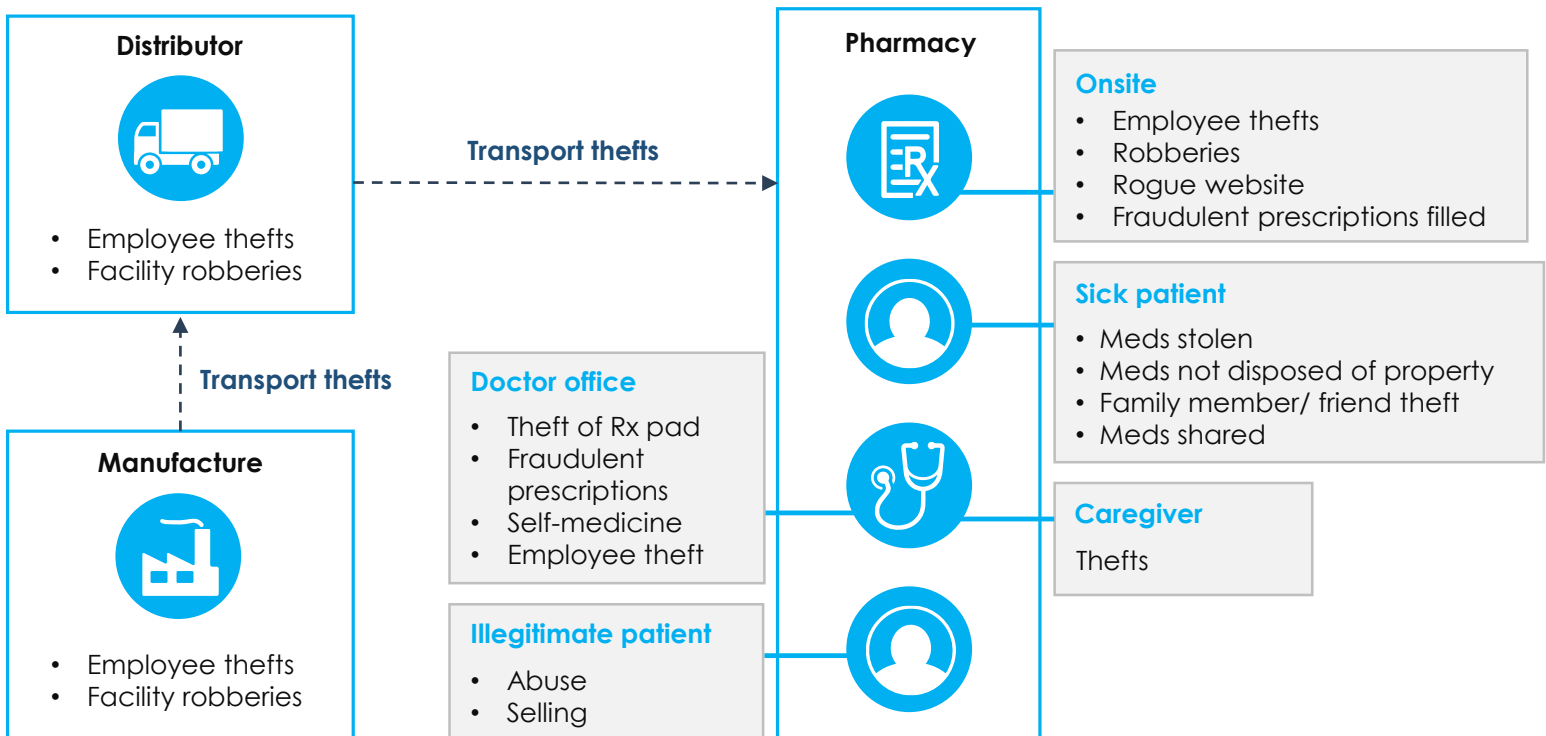 Distributor
• Employee thefts
• Facility robberies
Transport thefts
Transport thefts
Manufacture
• Employee thefts
• Facility robberies
Pharmacy
Rx
Onsite
• Employee thefts
• Robberies
• Rogue website
• Fraudulent prescriptions filled
Sick patient
• Meds stolen
• Meds not disposed of property
• Family member/ friend theft
• Meds shared
Doctor office
• Theft of Rx pad
• Fraudulent
prescriptions
• Self-medicine
• Employee theft
Caregiver
Thefts
Illegitimate patient
• Abuse
• Selling